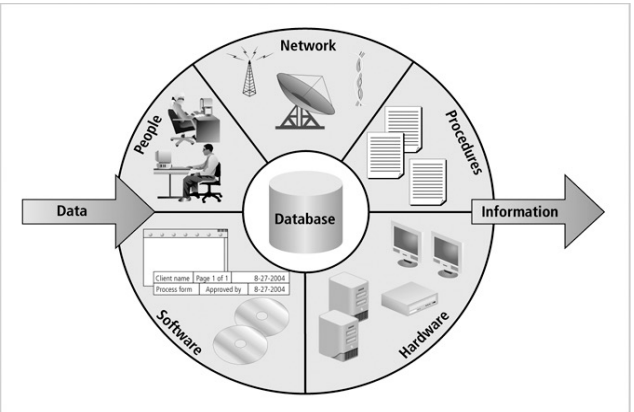 Network
People
Procedures
Data
Database
Information
Client name Page 1 of 1 8-27-2004
Process form Approved by 8-27-2004
Software
Hardware